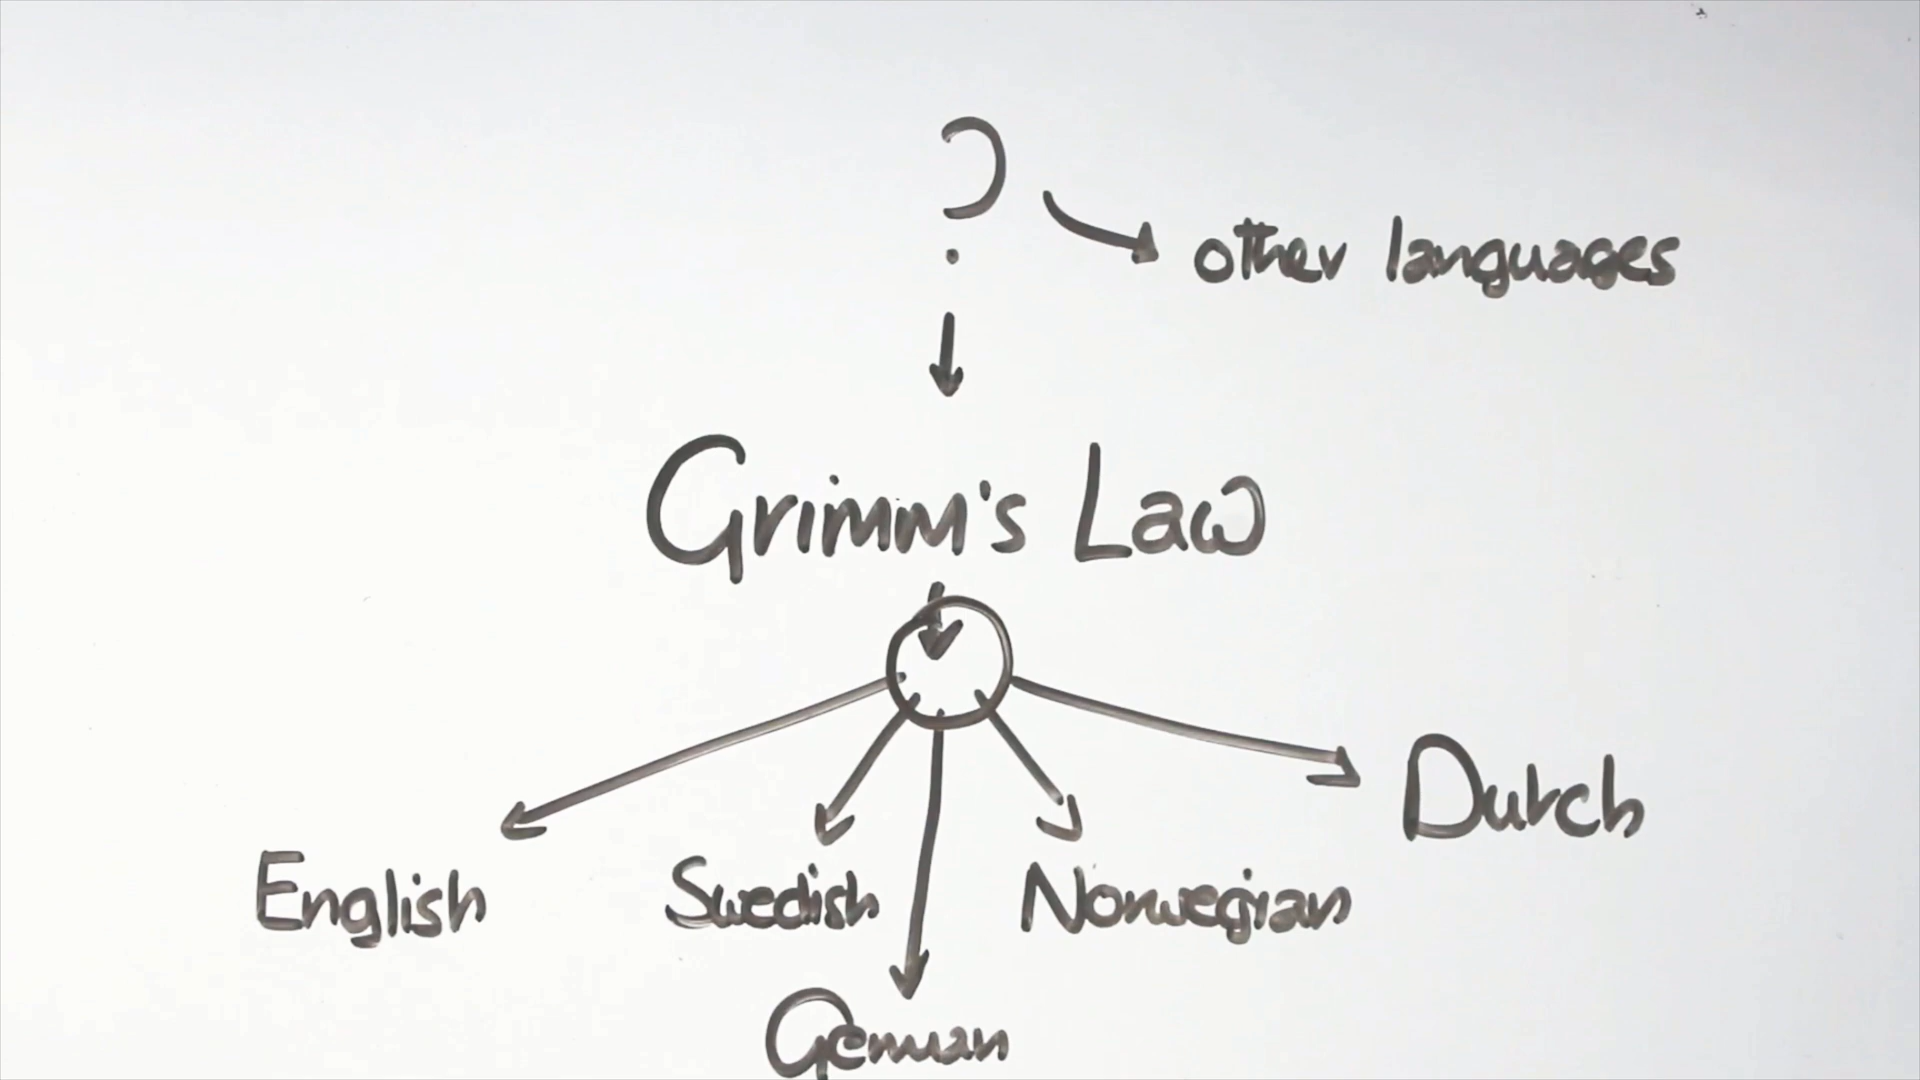 ?
other languages
Grimm's Law
Dutch
English
Swedish
Norwegian
German